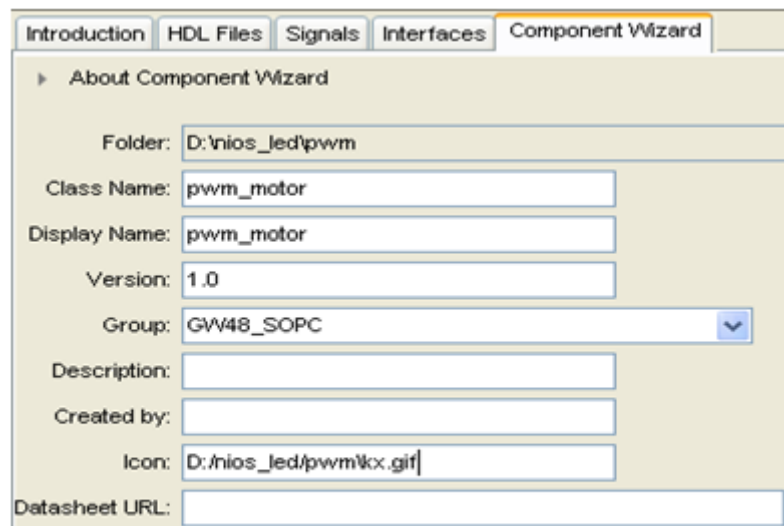 Introduction HDL Files Signals Interfaces Component Wizard
About Component Wizard
Folder: D:\nios_led\pwm
Class Name: pwm_motor
Display Name: pwm_motor
Version: 1.0
Group: GW48_SOPC
Description:
Created by:
Icon: D:/nios_led/pwm\kx.gif
Datasheet URL: